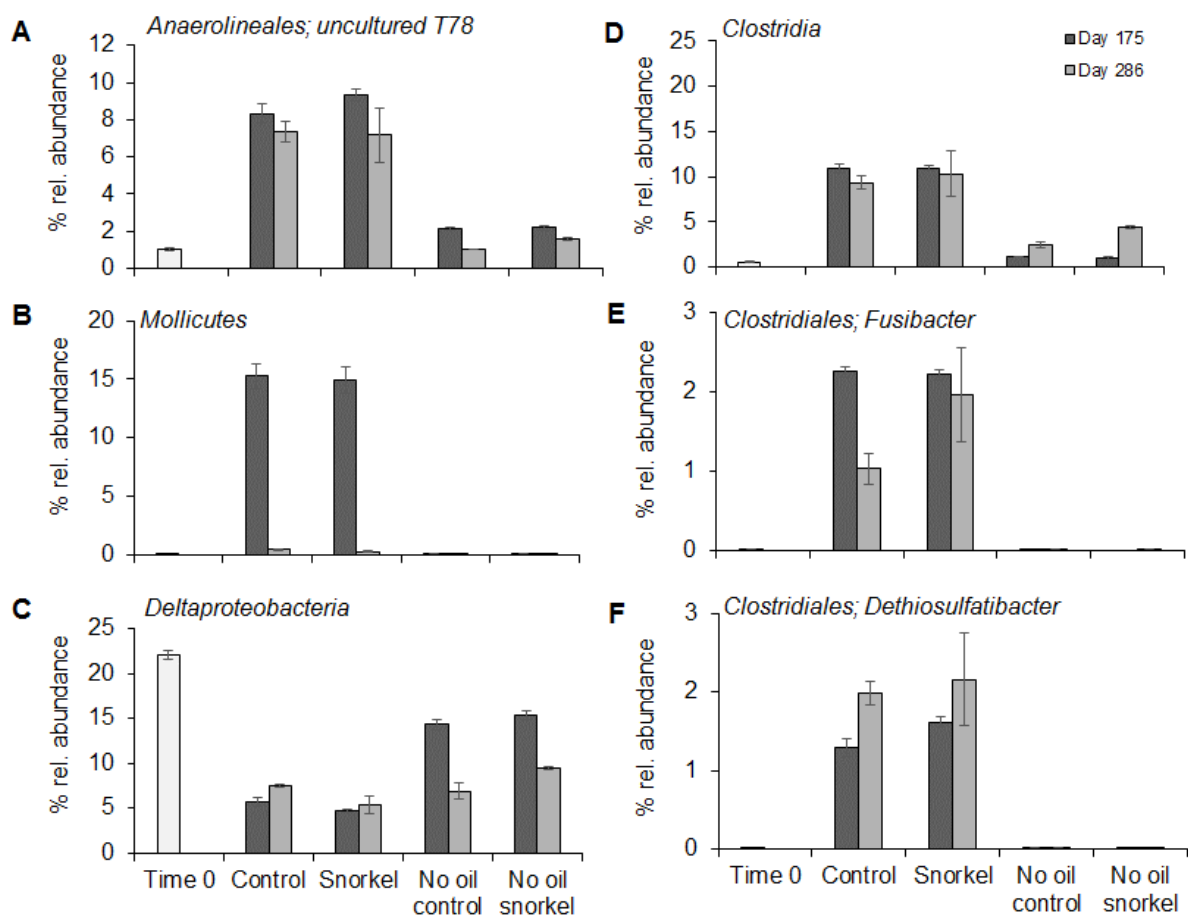 A
Anaerolineales; uncultured T78
% rel. abundance
12
10
8
6
4
2
0
B
Mollicutes
% rel. abundance
20
15
10
5
0
C
Deltaproteobacteria
% rel. abundance
25
20
15
10
5
0
Time 0 Control Snorkel No oil control No oil snorkel
D
Clostridia
Day 175
Day 286
% rel. abundance
25
20
15
10
5
0
E
Clostridiales; Fusibacter
% rel. abundance
3
2
1
0
F
Clostridiales; Dethiosulfatibacter
% rel. abundance
3
2
1
0
Time 0 Control Snorkel No oil control No oil snorkel